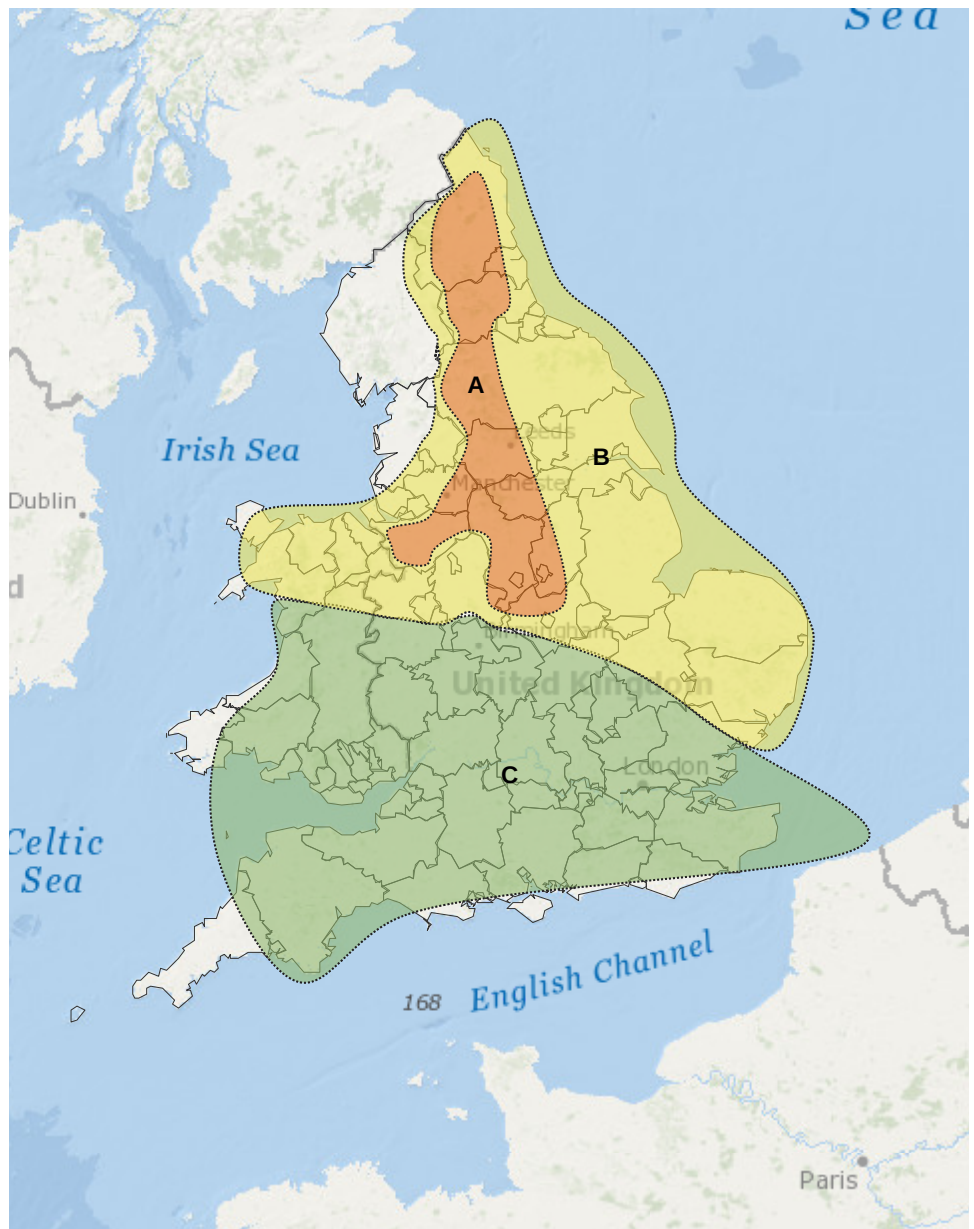 Sea
A
Leeds
B
Irish Sea
Manchester
Dublin
d
Birmingham
United Kingdom
London
C
Celtic
Sea
English Channel
168
Paris